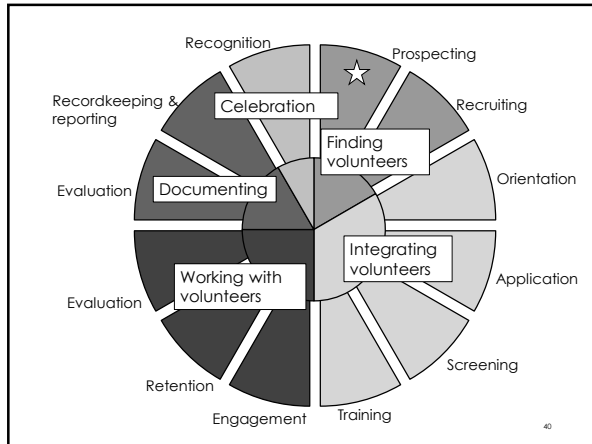 Recognition
Prospecting
Recordkeeping &
reporting
Celebration
Recruiting
Finding
volunteers
Evaluation
Documenting
Orientation
Integrating
volunteers
Working with
volunteers
Evaluation
Application
Retention
Screening
Engagement
Training
40